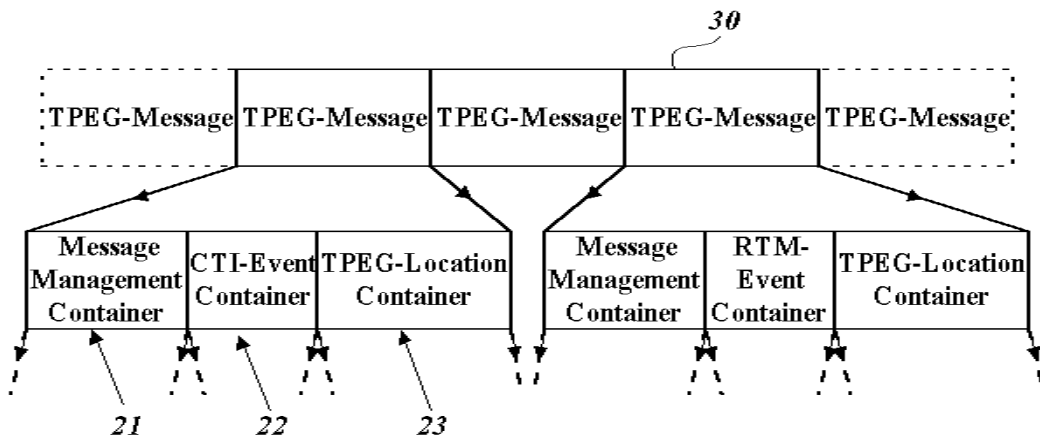 30
TPEG-Message TPEG-Message TPEG-Message TPEG-Message TPEG-Message
Message
Management
Container
CTI-Event
Container
TPEG-Location
Container
Message
Management
Container
RTM-
Event
Container
TPEG-Location
Container
21
22
23